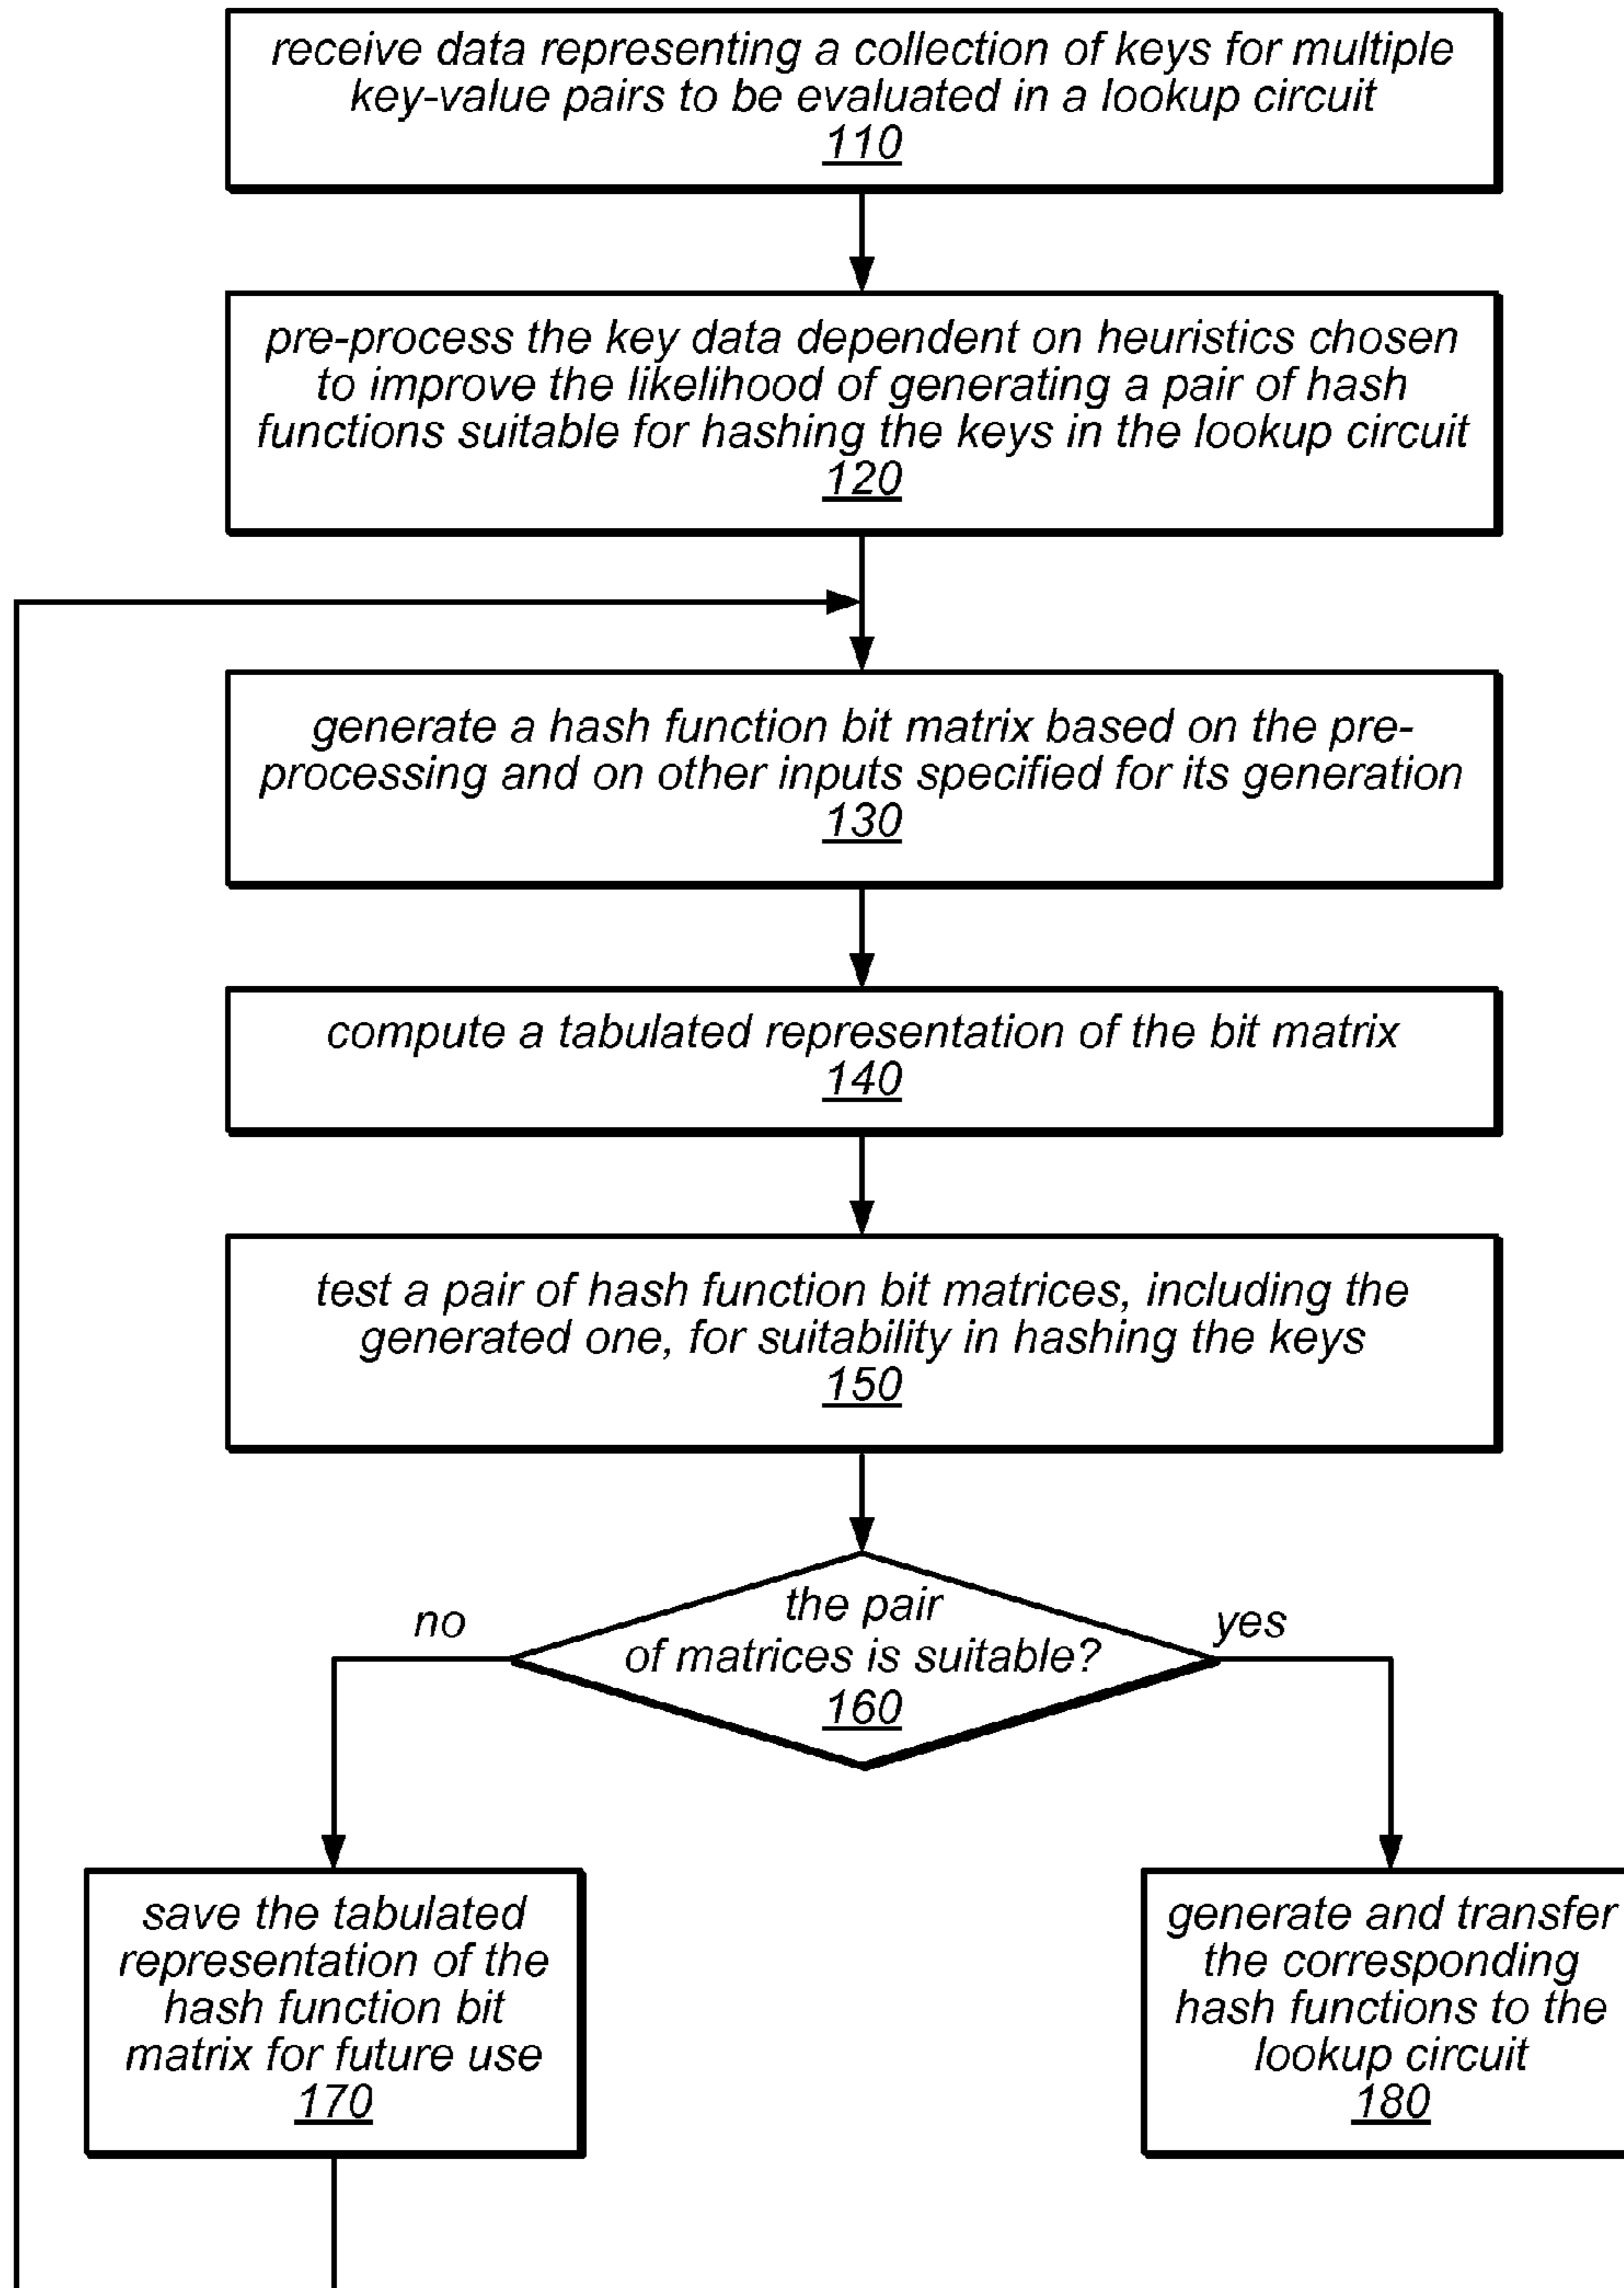 receive data representing a collection of keys for multiple
key-value pairs to be evaluated in a lookup circuit
110
pre-process the key data dependent on heuristics chosen
to improve the likelihood of generating a pair of hash
functions suitable for hashing the keys in the lookup circuit
120
generate a hash function bit matrix based on the pre-
processing and on other inputs specified for its generation
130
compute a tabulated representation of the bit matrix
140
test a pair of hash function bit matrices, including the
generated one, for suitability in hashing the keys
150
the pair
of matrices is suitable?
160
no
yes
save the tabulated
representation of the
hash function bit
matrix for future use
170
generate and transfer
the corresponding
hash functions to the
lookup circuit
180